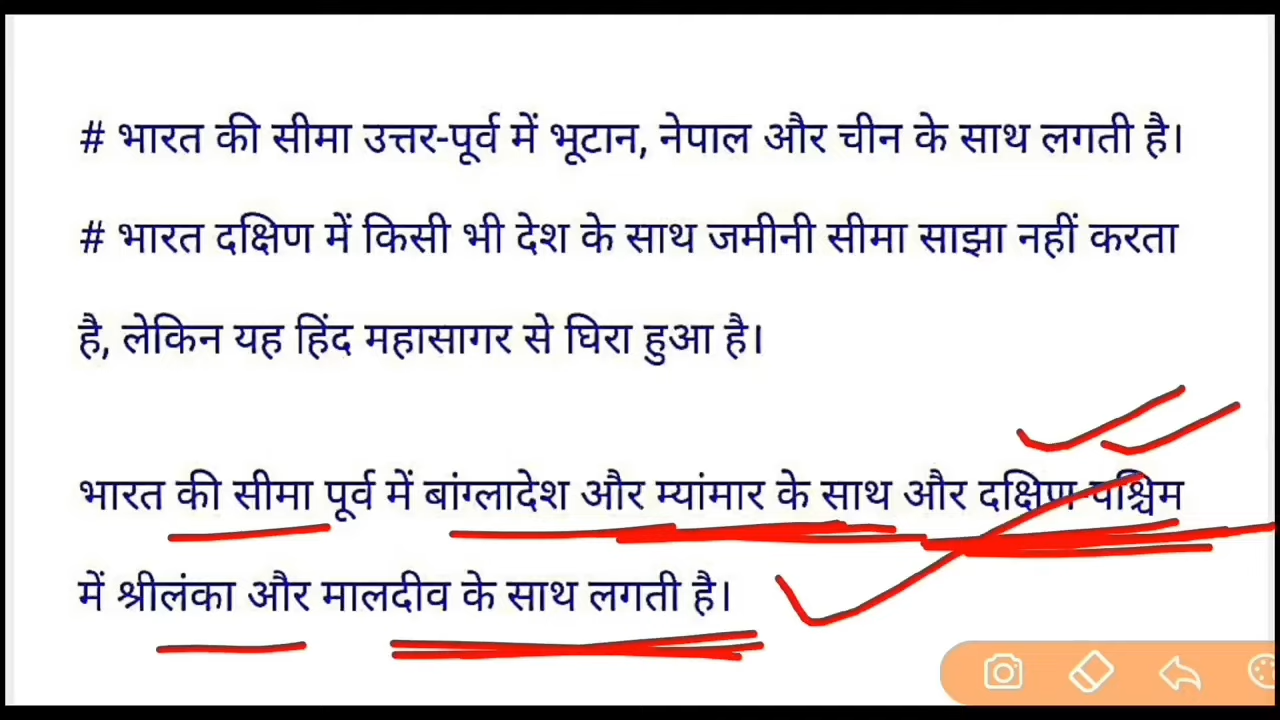 # भारत की सीमा उत्तर-पूर्व में भूटान, नेपाल और चीन के साथ लगती है।
# भारत दक्षिण में किसी भी देश के साथ जमीनी सीमा साझा नहीं करता
है, लेकिन यह हिंद महासागर से घिरा हुआ है।
भारत की सीमा पूर्व में बांग्लादेश और म्यांमार के साथ और दक्षिण-पश्चिम
में श्रीलंका और मालदीव के साथ लगती है।